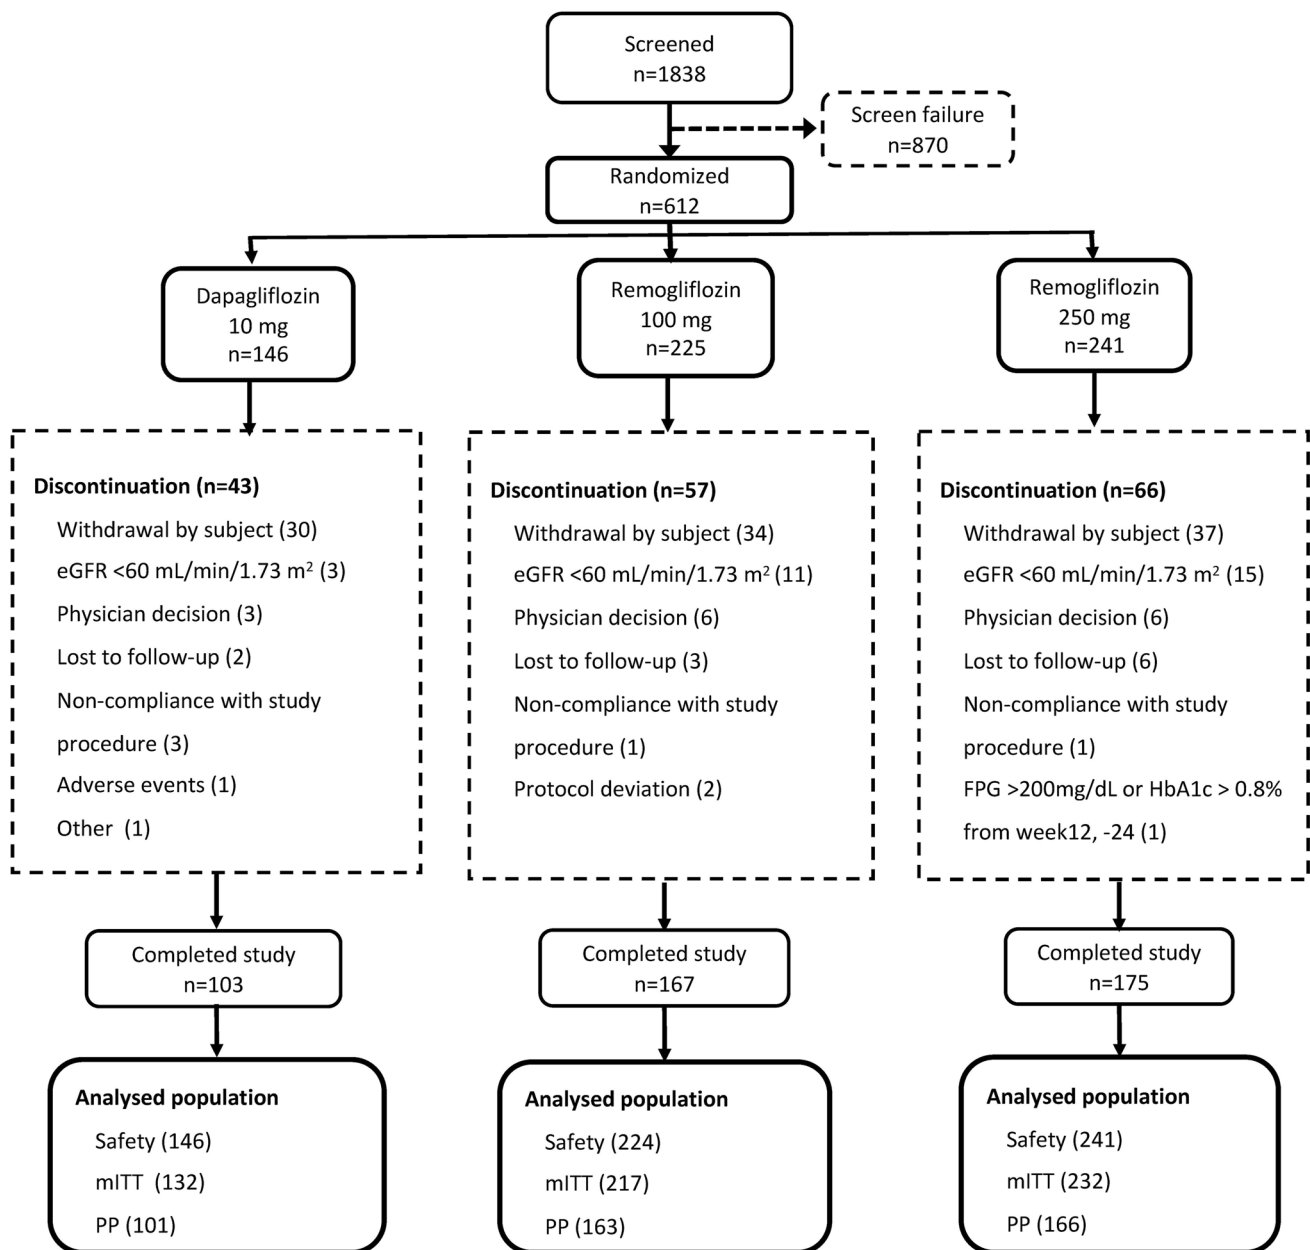 Screened
n=1838
Screen failure
n=870
Randomized
n=612
Dapagliflozin
10 mg
n=146
Remogliflozin
100 mg
n=225
Remogliflozin
250 mg
n=241
Discontinuation (n=43)
Withdrawal by subject (30)
eGFR <60 mL/min/1.73 m² (3)
Physician decision (3)
Lost to follow-up (2)
Non-compliance with study
procedure (3)
Adverse events (1)
Other (1)
Discontinuation (n=57)
Withdrawal by subject (34)
eGFR <60 mL/min/1.73 m² (11)
Physician decision (6)
Lost to follow-up (3)
Non-compliance with study
procedure (1)
Protocol deviation (2)
Discontinuation (n=66)
Withdrawal by subject (37)
eGFR <60 mL/min/1.73 m² (15)
Physician decision (6)
Lost to follow-up (6)
Non-compliance with study
procedure (1)
FPG >200mg/dL or HbA1c > 0.8%
from week12, -24 (1)
Completed study
n=103
Completed study
n=167
Completed study
n=175
Analysed population
Safety (146)
mITT (132)
PP (101)
Analysed population
Safety (224)
mITT (217)
PP (163)
Analysed population
Safety (241)
mITT (232)
PP (166)